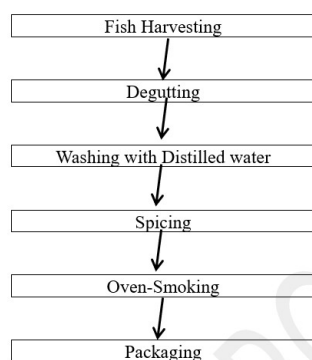 Fish Harvesting
Degutting
Washing with Distilled water
Spicing
Oven-Smoking
Packaging